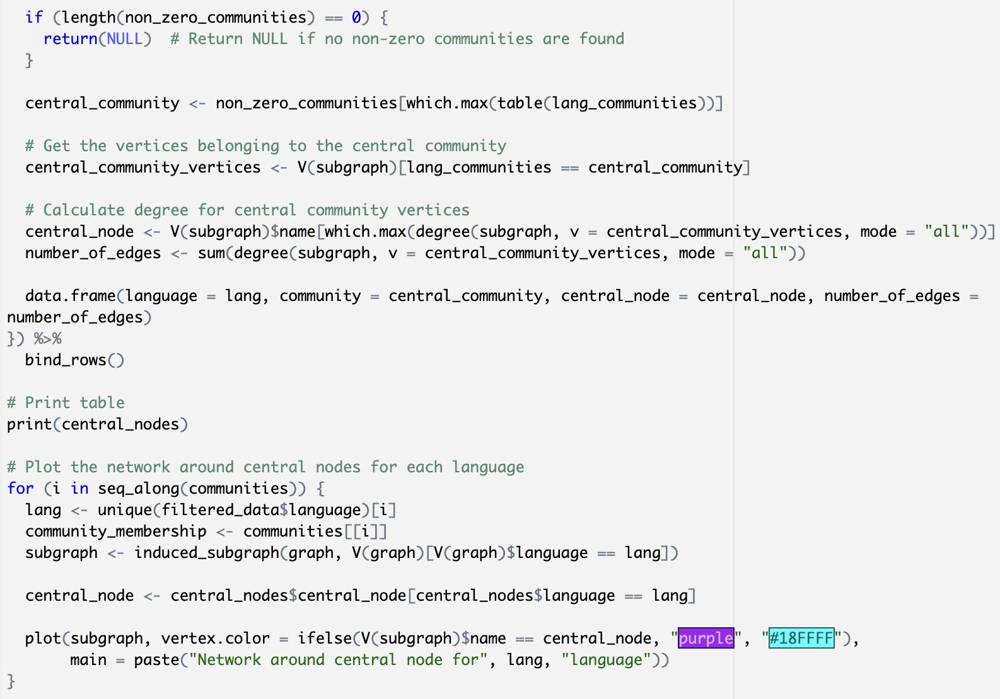 if (length(non_zero_communities) == 0) {
return(NULL)  # Return NULL if no non-zero communities are found
}
central_community <- non_zero_communities[which.max(table(lang_communities))]
# Get the vertices belonging to the central community
central_community_vertices <- V(subgraph)[lang_communities == central_community]
# Calculate degree for central community vertices
central_node <- V(subgraph)$name[which.max(degree(subgraph, v = central_community_vertices, mode = "all"))]
number_of_edges <- sum(degree(subgraph, v = central_community_vertices, mode = "all"))
data.frame(language = lang, community = central_community, central_node = central_node, number_of_edges =
number_of_edges)
}) %>%
bind_rows()
# Print table
print(central_nodes)
# Plot the network around central nodes for each language
for (i in seq_along(communities)) {
lang <- unique(filtered_data$language)[i]
community_membership <- communities[[i]]
subgraph <- induced_subgraph(graph, V(graph)[V(graph)$language == lang])
central_node <- central_nodes$central_node[central_nodes$language == lang]
plot(subgraph, vertex.color = ifelse(V(subgraph)$name == central_node, "purple", "#18FFFF"),
main = paste("Network around central node for", lang, "language"))
}